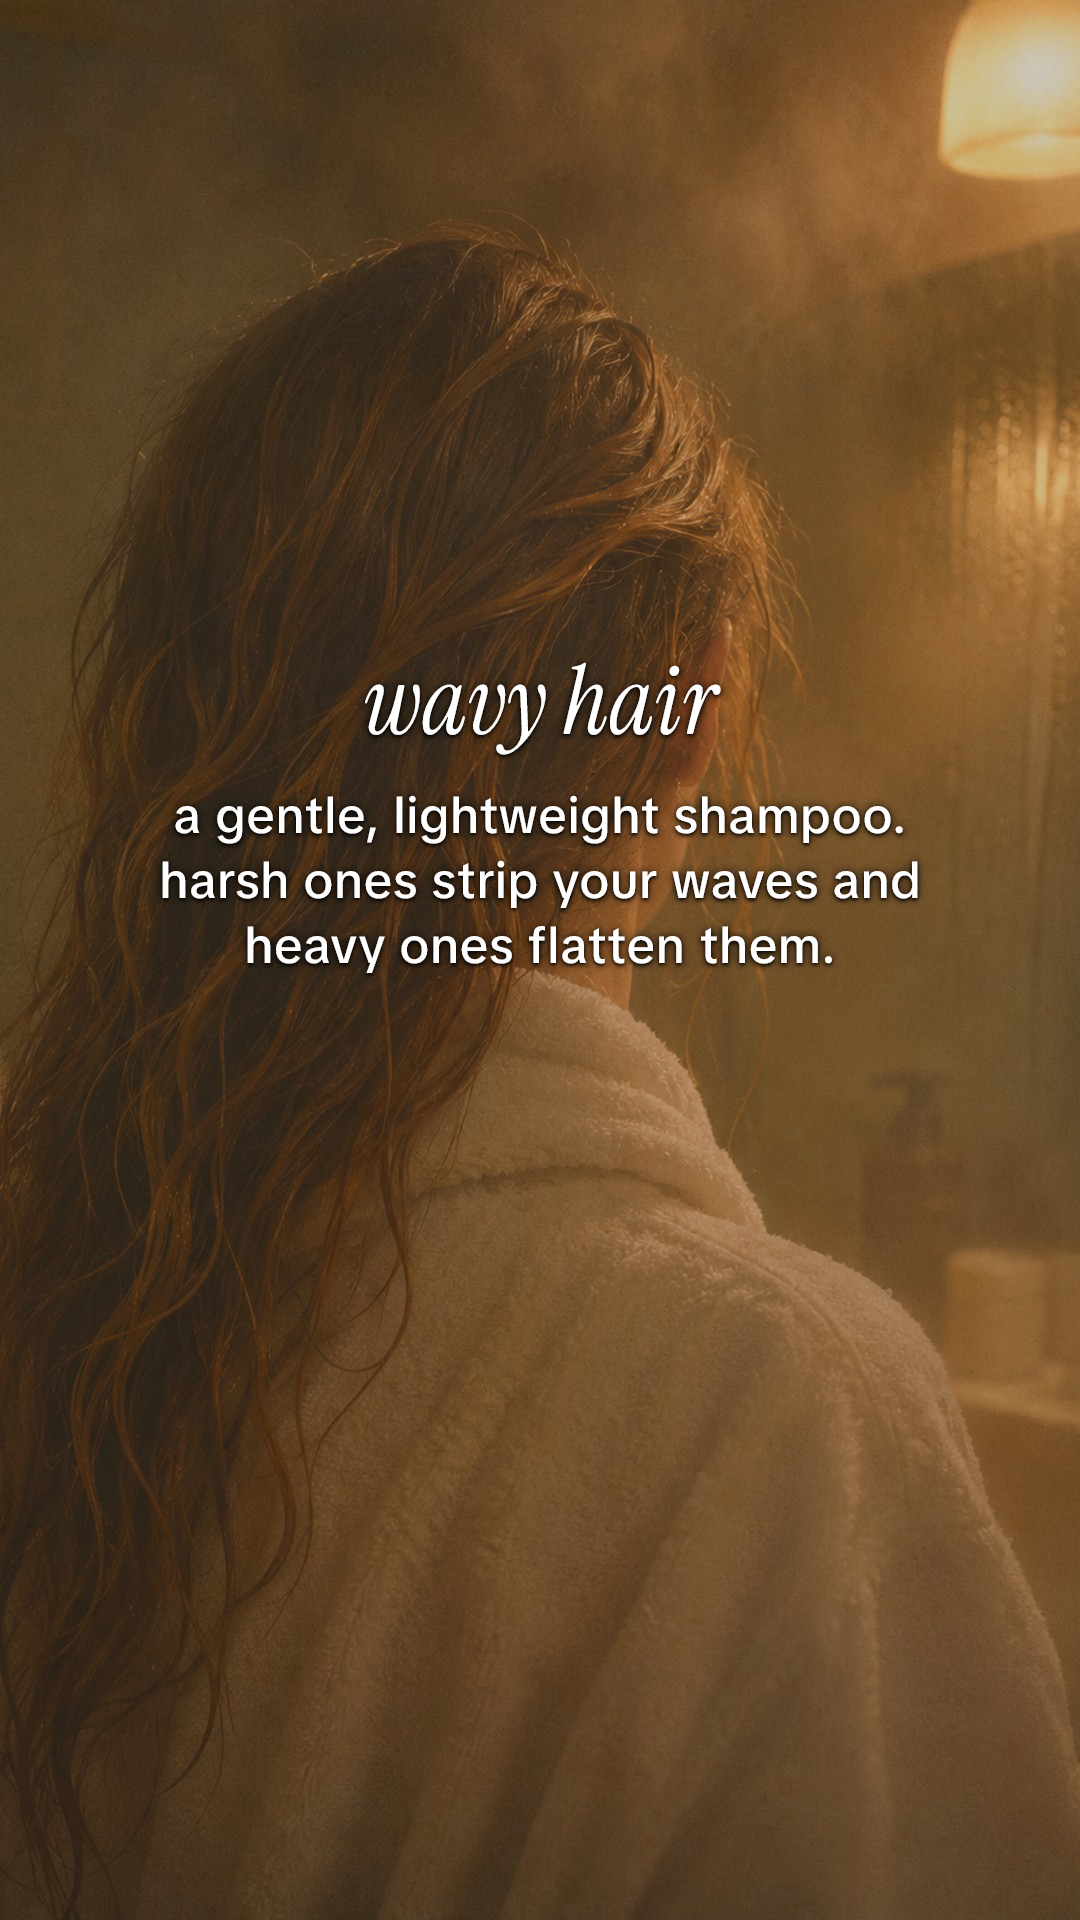 wavy hair
a gentle, lightweight shampoo.
harsh ones strip your waves and
heavy ones flatten them.